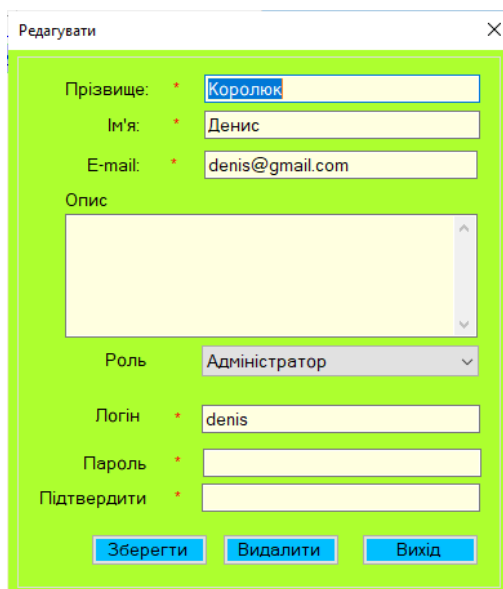 Редагувати
Прізвище: * Королюк
Ім'я: * Денис
E-mail: * denis@gmail.com
Опис
Роль Адміністратор
Логін * denis
Пароль *
Підтвердити *
Зберегти Видалити Вихід